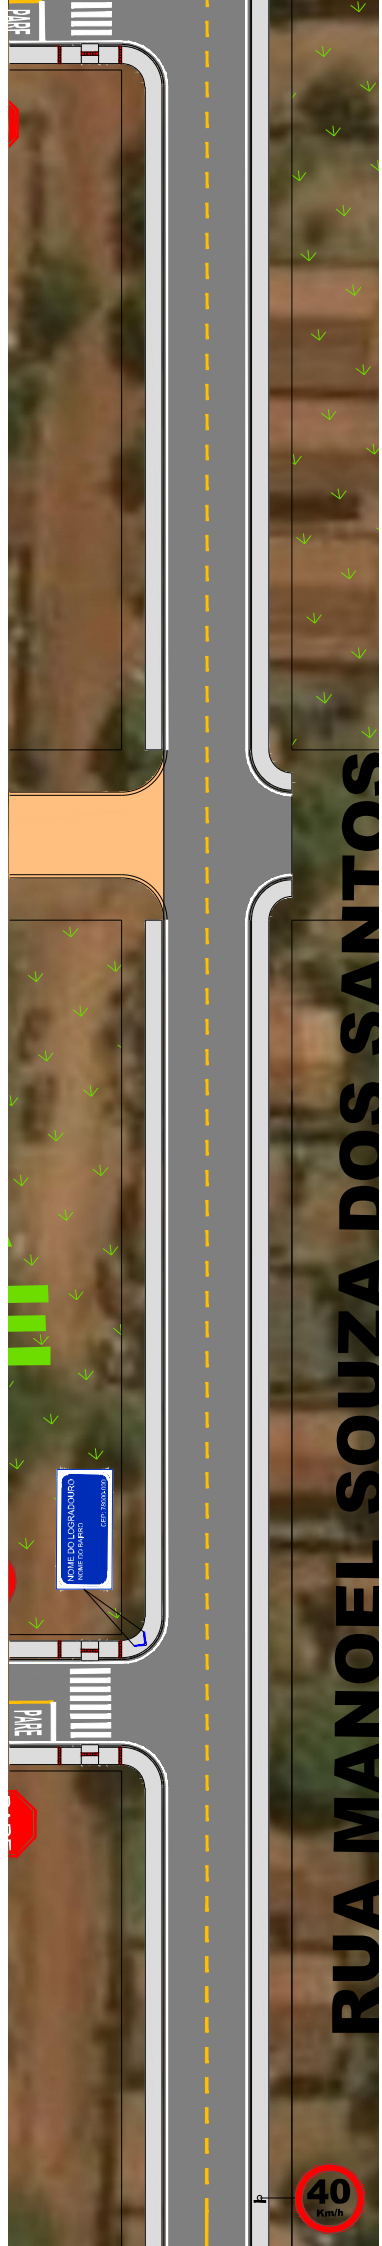 PARE
RUA MANOEL SOUZA DOS SANTOS
NOME DO LOGRADOURO
NOME DO BAIRRO
CEP: 78000-000
PARE
40
Km/h